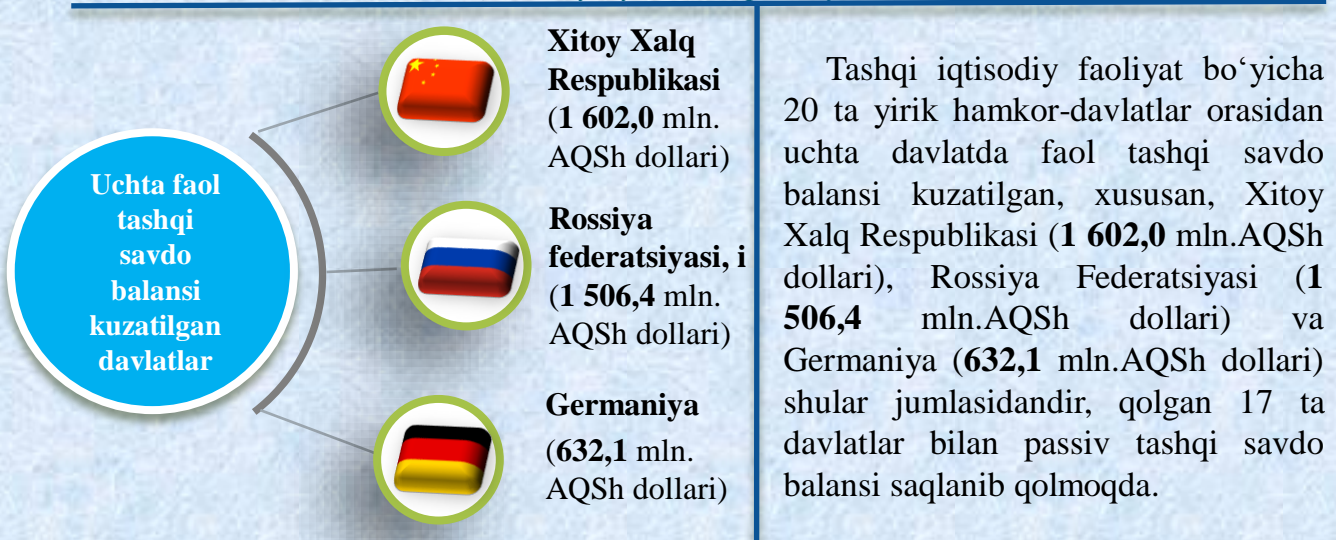 Uchta faol
tashqi
savdo
balansi
kuzatilgan
davlatlar
Xitoy Xalq
Respublikasi
(1 602,0 mln.
AQSh dollari)
Rossiya
federatsiyasi, i
(1 506,4 mln.
AQSh dollari)
Germaniya
(632,1 mln.
AQSh dollari)
Tashqi iqtisodiy faoliyat bo‘yicha
20 ta yirik hamkor-davlatlar orasidan
uchta davlatda faol tashqi savdo
balansi kuzatilgan, xususan, Xitoy
Xalq Respublikasi (1 602,0 mln.AQSh
dollari), Rossiya Federatsiyasi (1
506,4 mln.AQSh dollari) va
Germaniya (632,1 mln.AQSh dollari)
shular jumlasidandir, qolgan 17 ta
davlatlar bilan passiv tashqi savdo
balansi saqlanib qolmoqda.